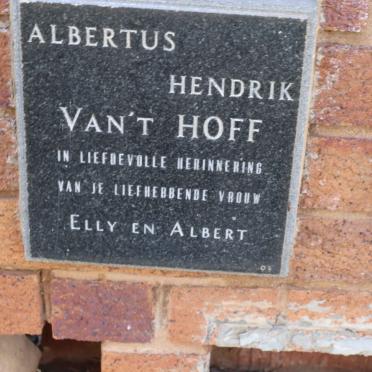 ALBERTUS
HENDRIK
VAN'T HOFF
IN LIEFDEVOLLE HERINNERING
VAN JE LIEFHEBBENDE VROUW
ELLY EN ALBERT